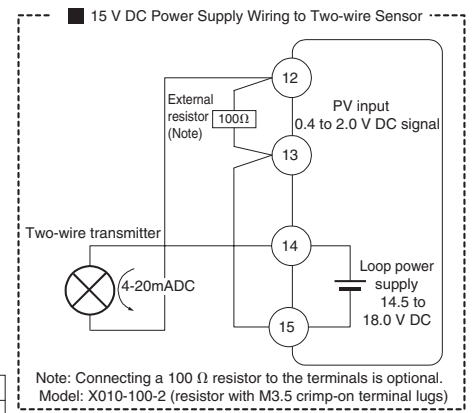 15 V DC Power Supply Wiring to Two-wire Sensor
12
External
resistor
(Note)
100Ω
PV input
0.4 to 2.0 V DC signal
13
Two-wire transmitter
14
4-20mADC
Loop power
supply
14.5 to
18.0 V DC
15
Note: Connecting a 100 Ω resistor to the terminals is optional.
Model: X010-100-2 (resistor with M3.5 crimp-on terminal lugs)